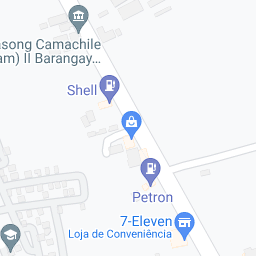 asong Camachile
am) II Barangay...
Shell
Petron
7-Eleven
Loja de Conveniência